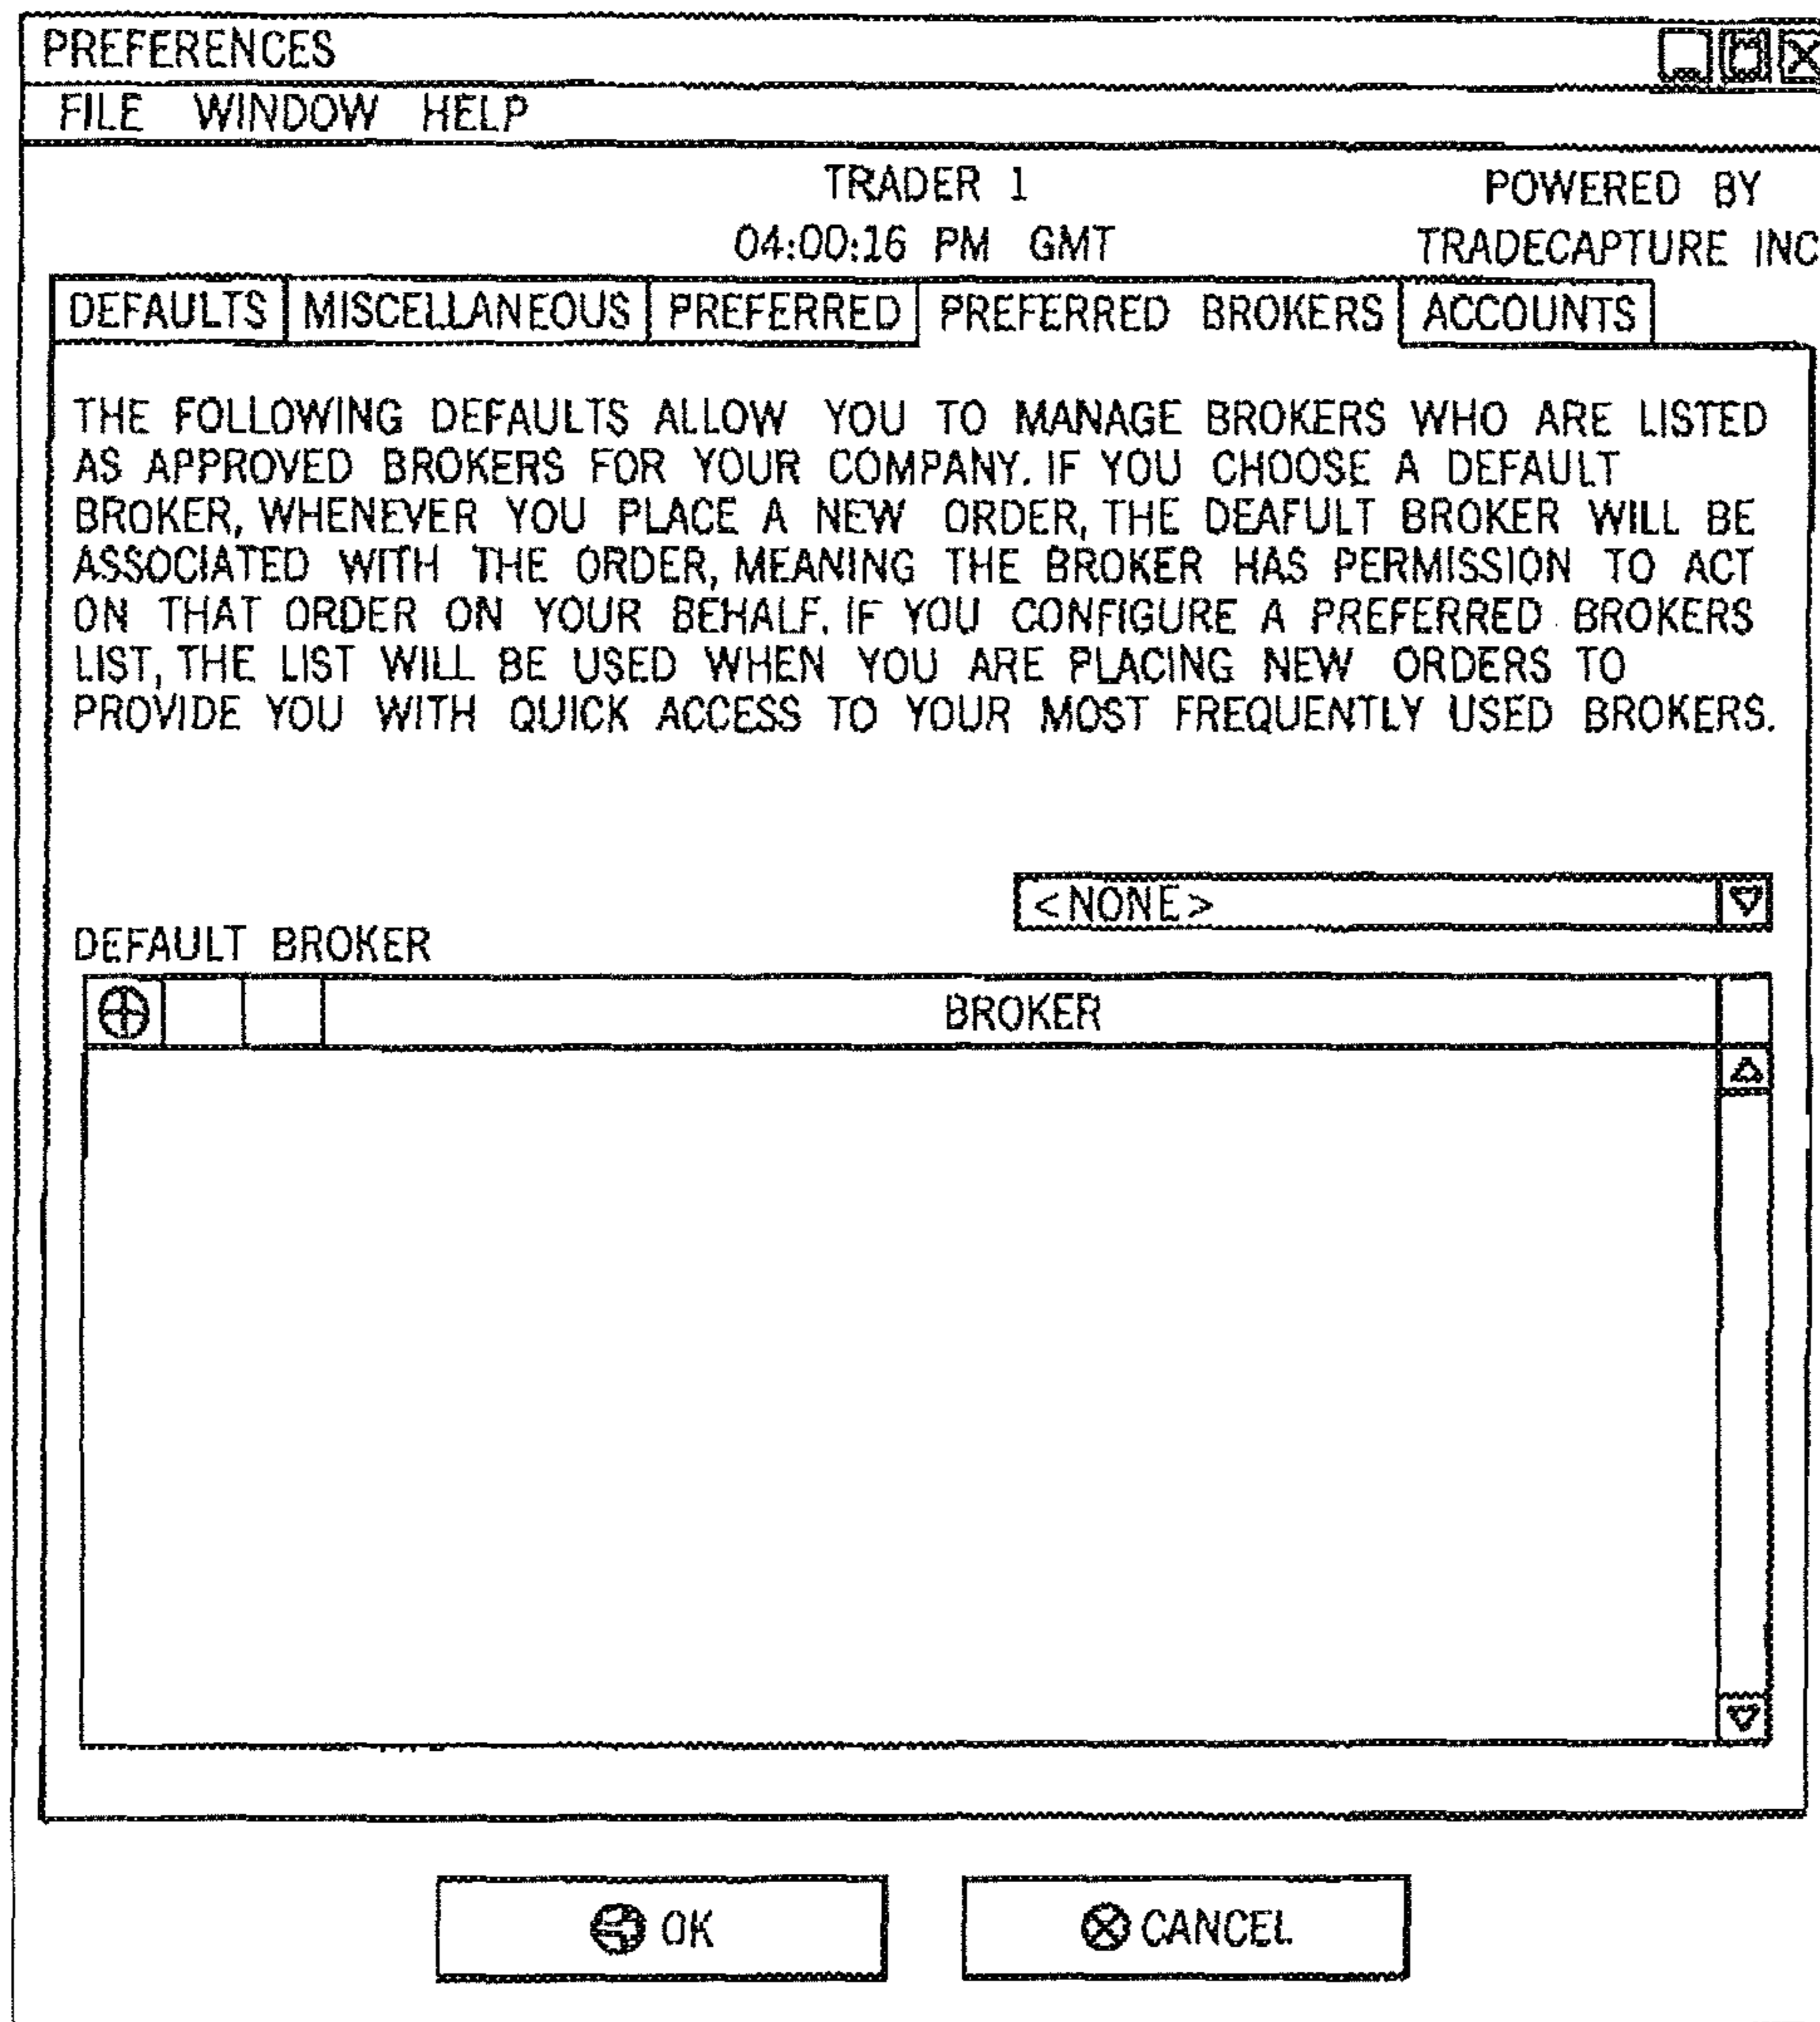 PREFERENCES
FILE WINDOW HELP
TRADER 1
POWERED BY
04:00:16 PM GMT
TRADECAPTURE INC
DEFAULTS MISCELLANEOUS PREFERRED PREFERRED BROKERS ACCOUNTS
THE FOLLOWING DEFAULTS ALLOW YOU TO MANAGE BROKERS WHO ARE LISTED
AS APPROVED BROKERS FOR YOUR COMPANY. IF YOU CHOOSE A DEFAULT
BROKER, WHENEVER YOU PLACE A NEW ORDER, THE DEAFULT BROKER WILL BE
ASSOCIATED WITH THE ORDER, MEANING THE BROKER HAS PERMISSION TO ACT
ON THAT ORDER ON YOUR BEHALF. IF YOU CONFIGURE A PREFERRED BROKERS
LIST, THE LIST WILL BE USED WHEN YOU ARE PLACING NEW ORDERS TO
PROVIDE YOU WITH QUICK ACCESS TO YOUR MOST FREQUENTLY USED BROKERS.
<NONE>
DEFAULT BROKER
BROKER
OK
CANCEL